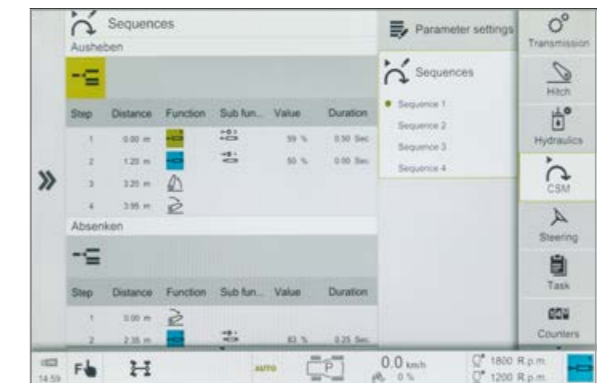 Sequences
Ausheben
Step Distance Function Sub fun... Value Duration
1 0.00 m 59 % 0.50 Sec
2 1.20 m 50 % 0.00 Sec
3 3.20 m
4 3.95 m
Absenken
Step Distance Function Sub fun... Value Duration
1 0.00 m
2 2.35 m 83 % 0.25 Sec
Parameter settings
Sequences
Sequence 1
Sequence 2
Sequence 3
Sequence 4
Transmission
Hitch
Hydraulics
CSM
Steering
Task
Counters
14:59
F
AUTO
P
0.0 km/h
0 %
1800 R.p.m.
1200 R.p.m.